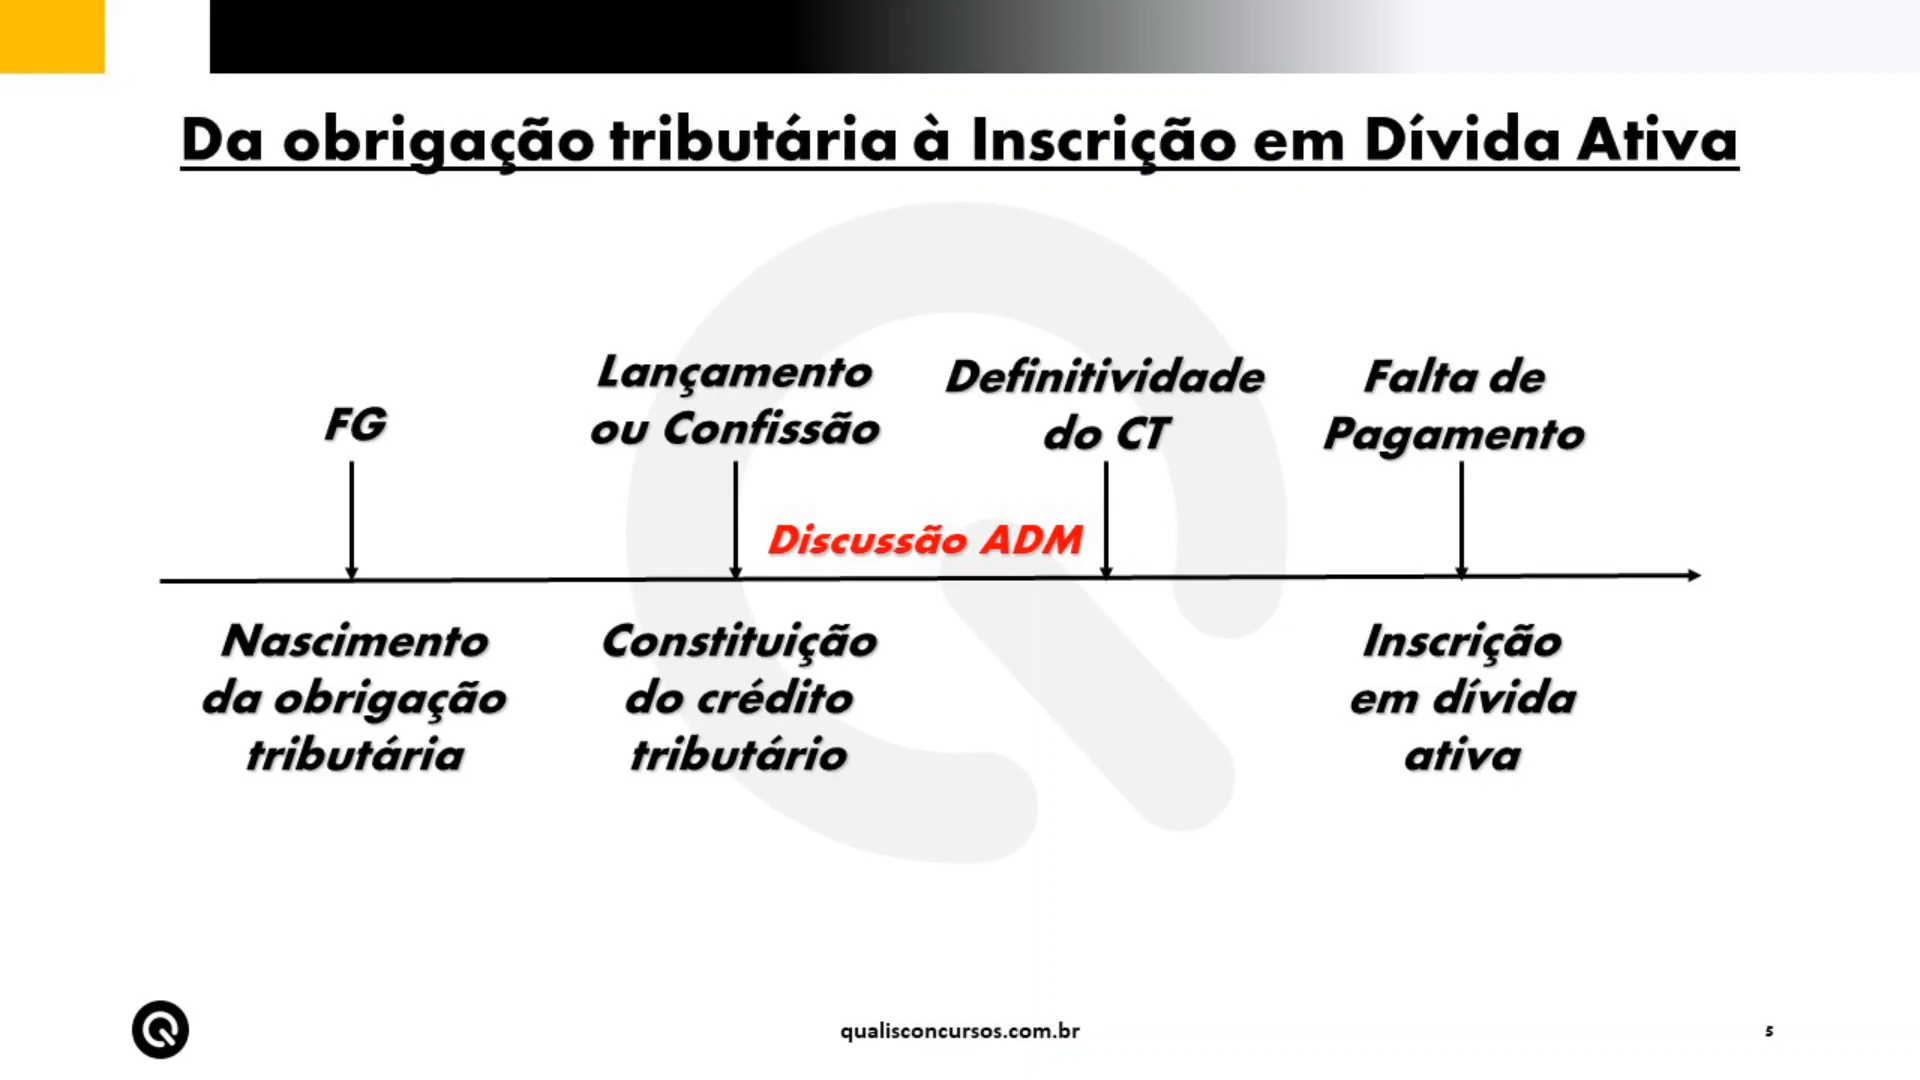 Da obrigação tributária à Inscrição em Dívida Ativa
FG
Lançamento
ou Confissão
Definitividade
do CT
Falta de
Pagamento
Discussão ADM
Nascimento
da obrigação
tributária
Constituição
do crédito
tributário
Inscrição
em dívida
ativa
qualisconcursos.com.br
5